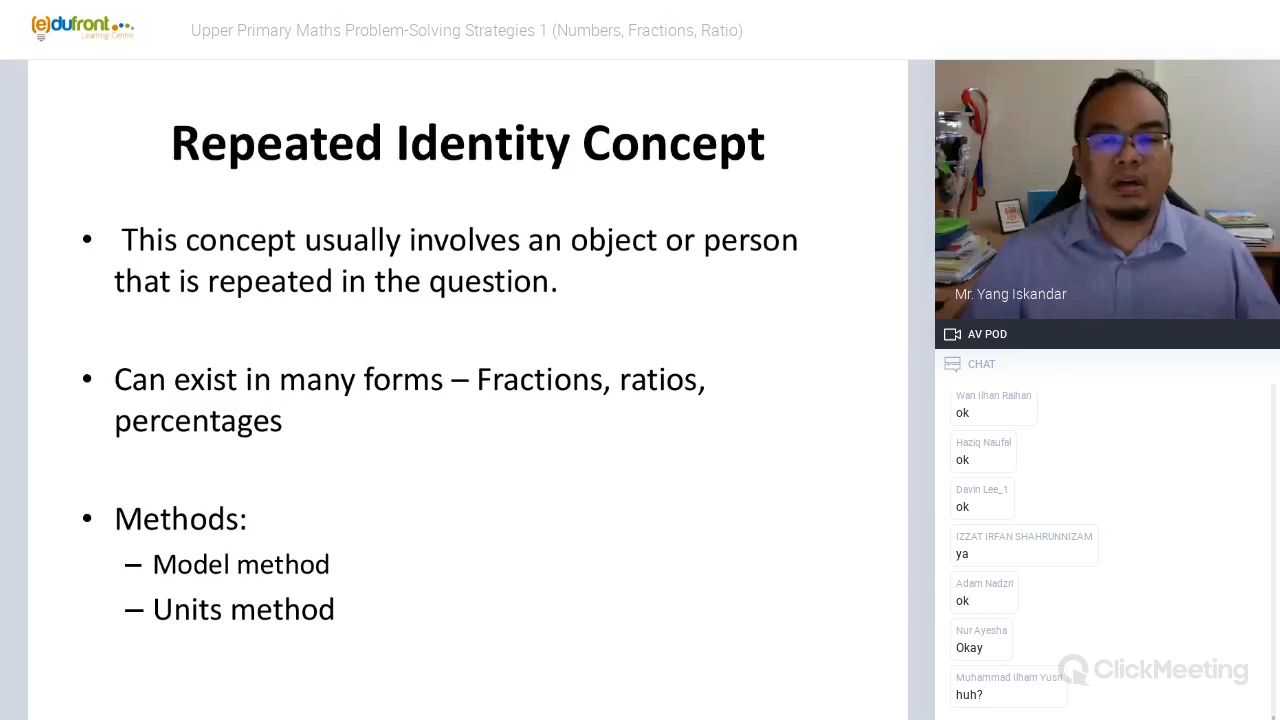 (e)dufront
Learning Centre
Upper Primary Maths Problem-Solving Strategies 1 (Numbers, Fractions, Ratio)
Repeated Identity Concept
• This concept usually involves an object or person
that is repeated in the question.
• Can exist in many forms – Fractions, ratios,
percentages
• Methods:
– Model method
– Units method
Mr. Yang Iskandar
AV POD
CHAT
Wan Ilhan Raihan
ok
Haziq Naufal
ok
Davin Lee_1
ok
IZZAT IRFAN SHAHRUNNIZAM
ya
Adam Nadzri
ok
Nur Ayesha
Okay
Muhammad Ilham Yusri
huh?
ClickMeeting